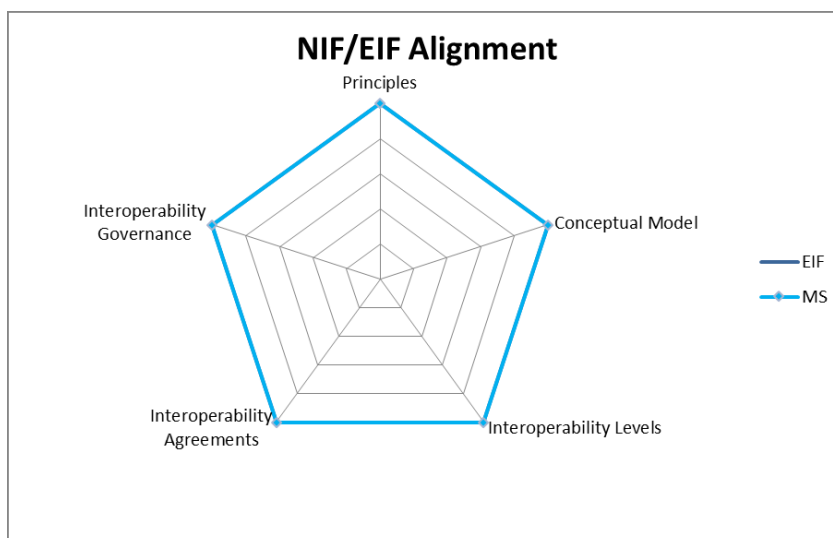 NIF/EIF Alignment
Principles
Interoperability
Governance
Conceptual Model
EIF
MS
Interoperability
Agreements
Interoperability Levels